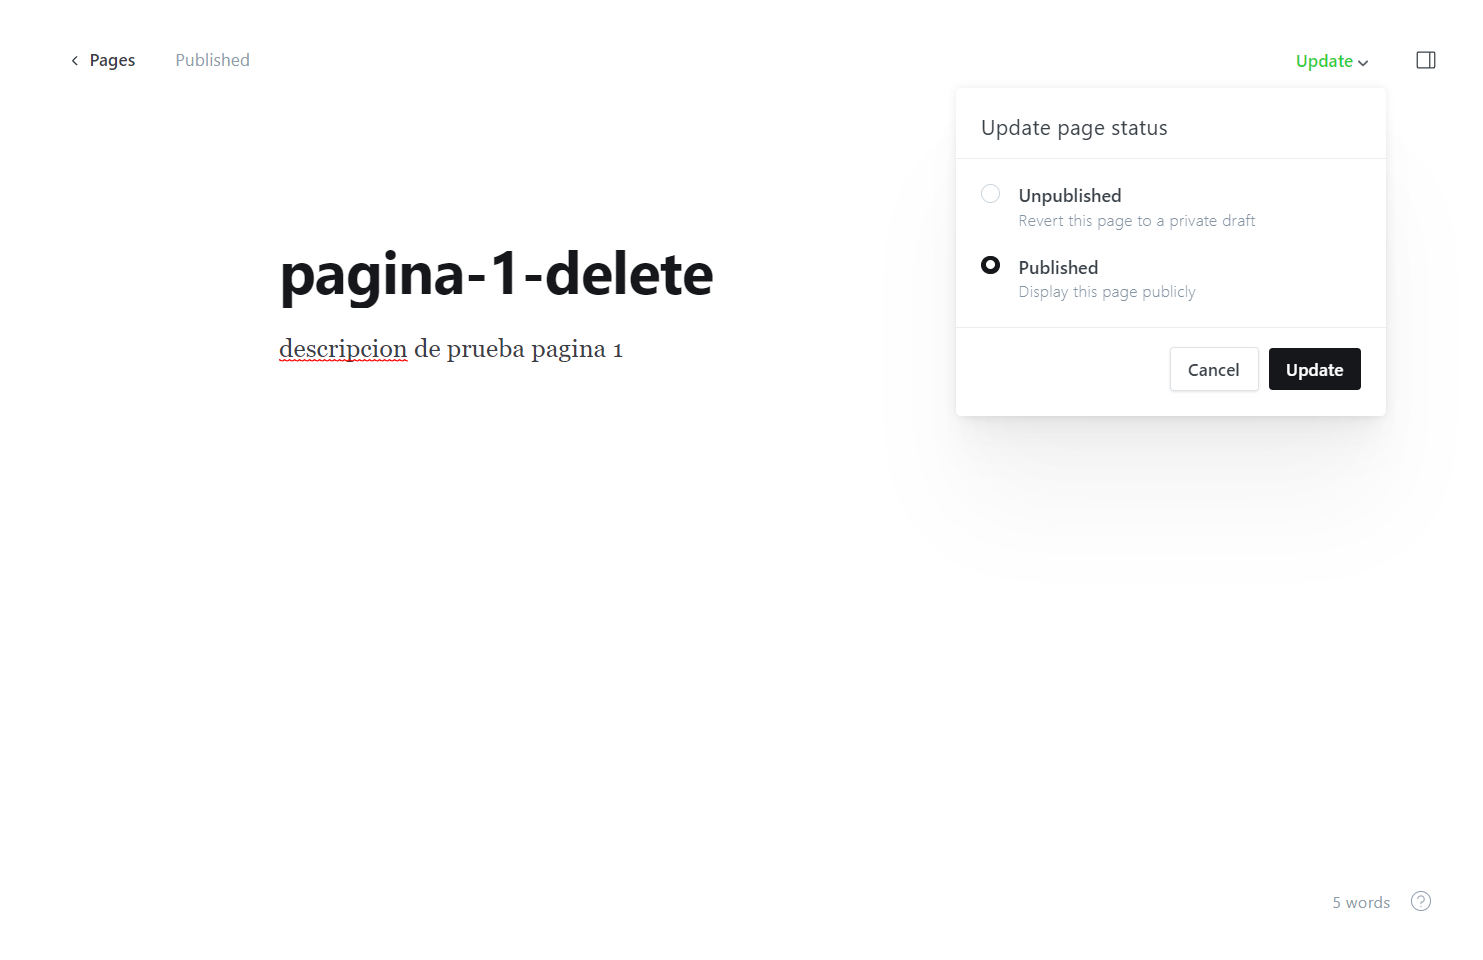 Pages
Published
Update
Update page status
Unpublished
Revert this page to a private draft
Published
Display this page publicly
Cancel
Update
pagina-1-delete
descripcion de prueba pagina 1
5 words
?